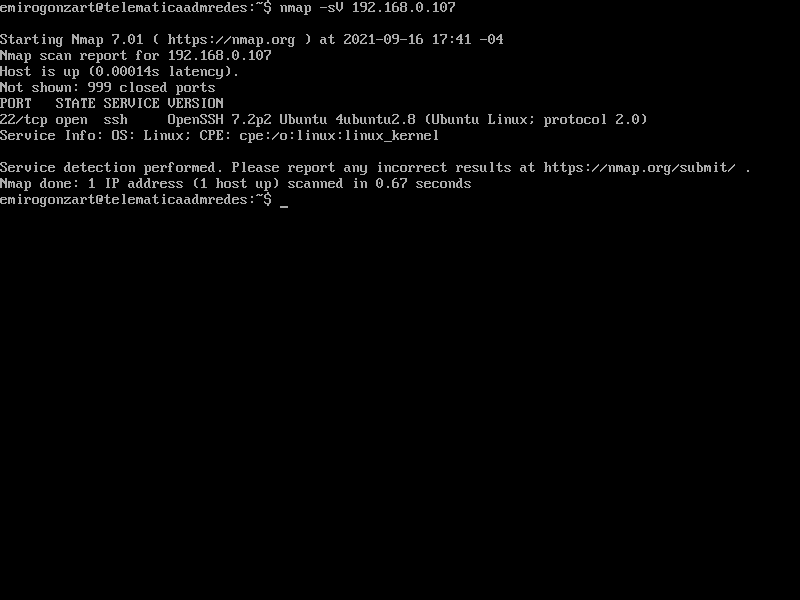 emirogonzart@telematicaadmredes:~$ nmap -sV 192.168.0.107
Starting Nmap 7.01 ( https://nmap.org ) at 2021-09-16 17:41 -04
Nmap scan report for 192.168.0.107
Host is up (0.00014s latency).
Not shown: 999 closed ports
PORT   STATE SERVICE VERSION
22/tcp open  ssh     OpenSSH 7.2p2 Ubuntu 4ubuntu2.8 (Ubuntu Linux; protocol 2.0)
Service Info: OS: Linux; CPE: cpe:/o:linux:linux_kernel
Service detection performed. Please report any incorrect results at https://nmap.org/submit/ .
Nmap done: 1 IP address (1 host up) scanned in 0.67 seconds
emirogonzart@telematicaadmredes:~$ _